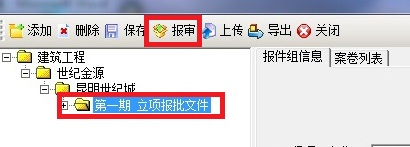 添加 删除 保存 报审 上传 导出 关闭
建筑工程
世纪金源
昆明世纪城
第一期 立项报批文件
报件组信息 案卷列表